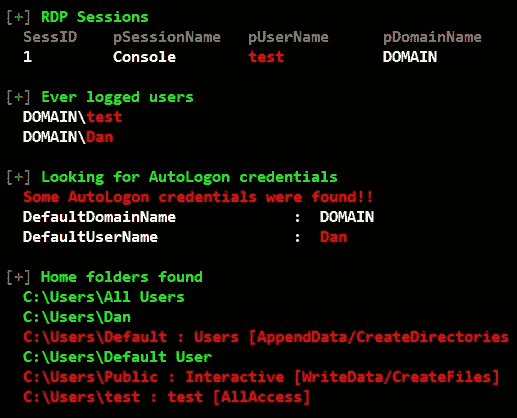 [+] RDP Sessions
SessID pSessionName pUserName pDomainName
1 Console test DOMAIN
[+] Ever logged users
DOMAIN\test
DOMAIN\Dan
[+] Looking for AutoLogon credentials
Some AutoLogon credentials were found!!
DefaultDomainName : DOMAIN
DefaultUserName : Dan
[+] Home folders found
C:\Users\All Users
C:\Users\Dan
C:\Users\Default : Users [AppendData/CreateDirectories
C:\Users\Default User
C:\Users\Public : Interactive [WriteData/CreateFiles]
C:\Users\test : test [AllAccess]